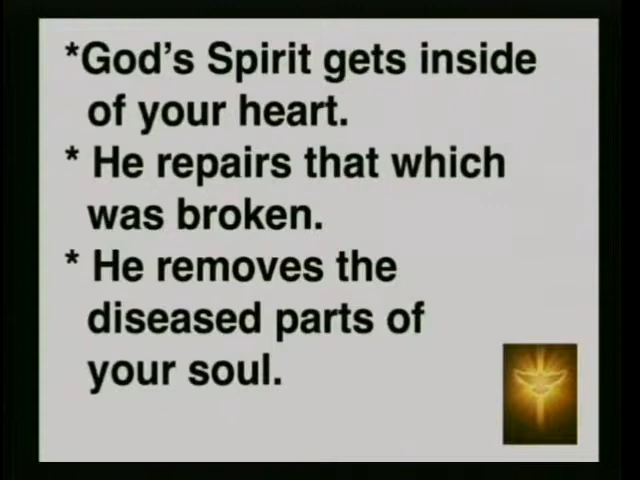 *God's Spirit gets inside
of your heart.
* He repairs that which
was broken.
* He removes the
diseased parts of
your soul.